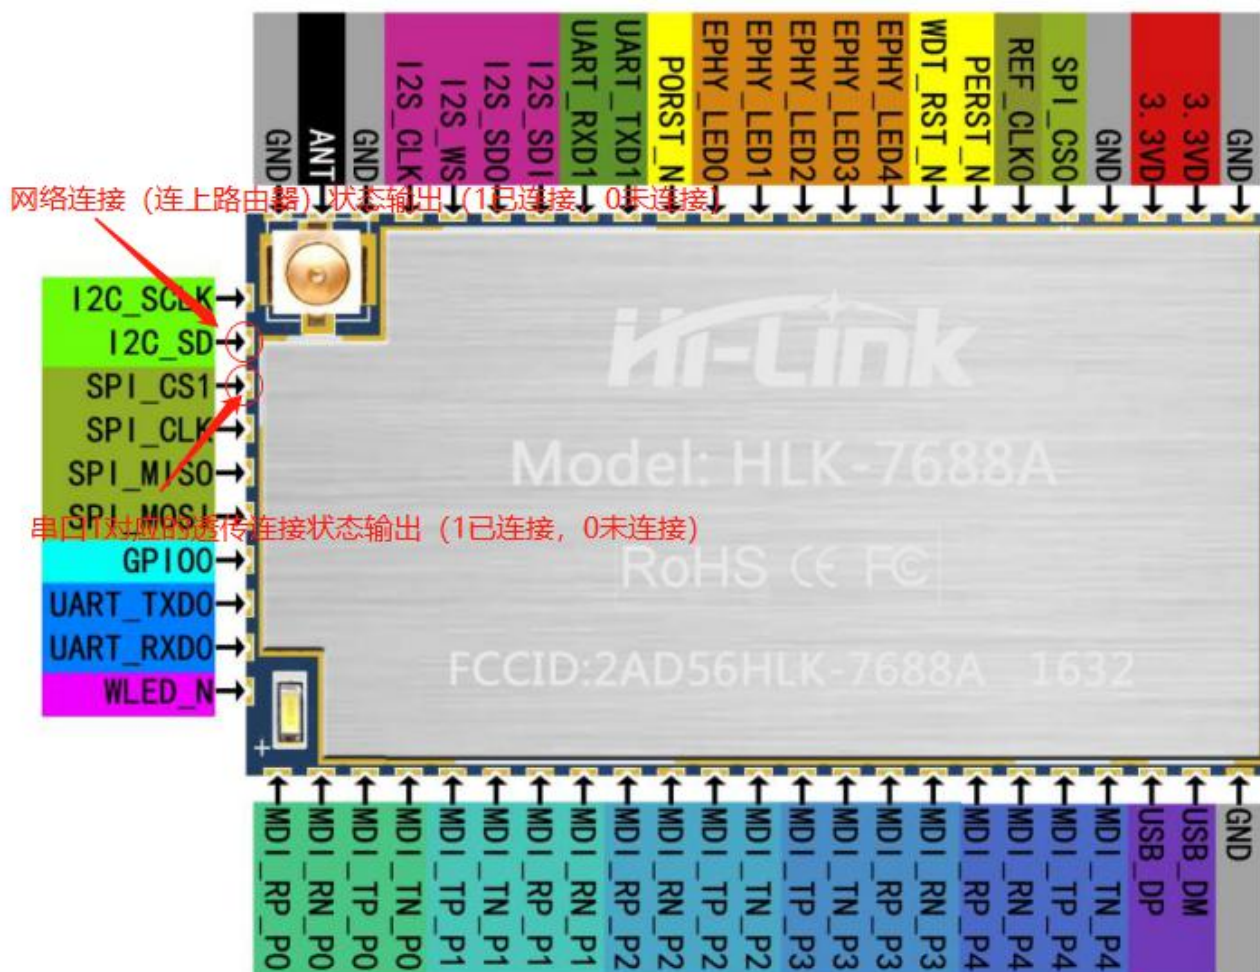 GND
ANT
GND
I2S_CLK
I2S_WS
I2S_SDO
I2S_SDI
UART_RXD1
UART_TXD1
PORST_N
EPHY_LED0
EPHY_LED1
EPHY_LED2
EPHY_LED3
EPHY_LED4
WDT_RST_N
PERST_N
REF_CLKO
SPI_CS0
GND
3.3VD
3.3VD
GND
网络连接（连上路由器）状态输出（1已连接，0未连接）
I2C_SCLK
I2C_SD
SPI_CS1
SPI_CLK
SPI_MISO
SPI_MOSI
串口1对应的透传连接状态输出（1已连接，0未连接）
GPIO0
UART_TXD0
UART_RXD0
WLED_N
Hi-Link
Model: HLK-7688A
RoHS CE FC
FCCID:2AD56HLK-7688A 1632
+
MDI_RP_P0
MDI_RN_P0
MDI_TP_P0
MDI_TN_P0
MDI_TP_P1
MDI_TN_P1
MDI_RP_P1
MDI_RN_P1
MDI_RP_P2
MDI_RN_P2
MDI_TP_P2
MDI_TN_P2
MDI_TP_P3
MDI_TN_P3
MDI_RP_P3
MDI_RN_P3
MDI_RP_P4
MDI_RN_P4
MDI_TP_P4
MDI_TN_P4
USB_DP
USB_DM
GND